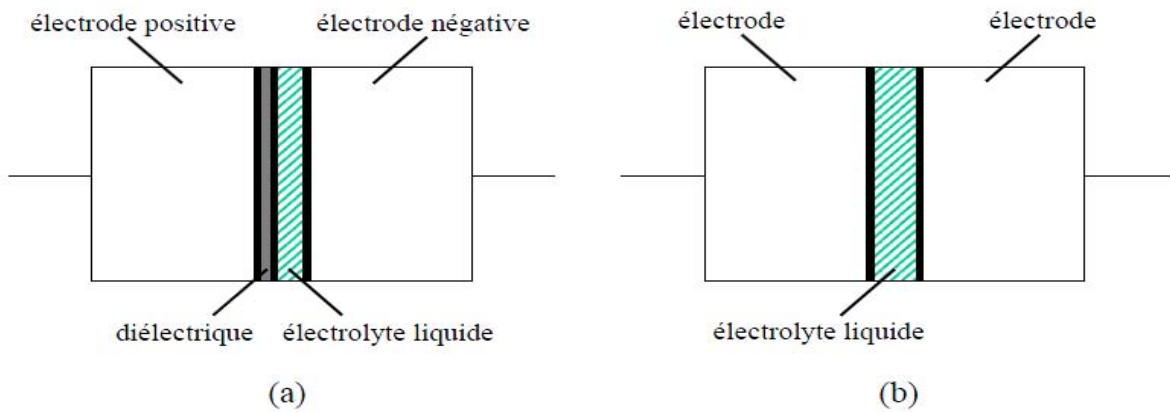 électrode positive
électrode négative
diélectrique
électrolyte liquide
(a)
électrode
électrode
électrolyte liquide
(b)